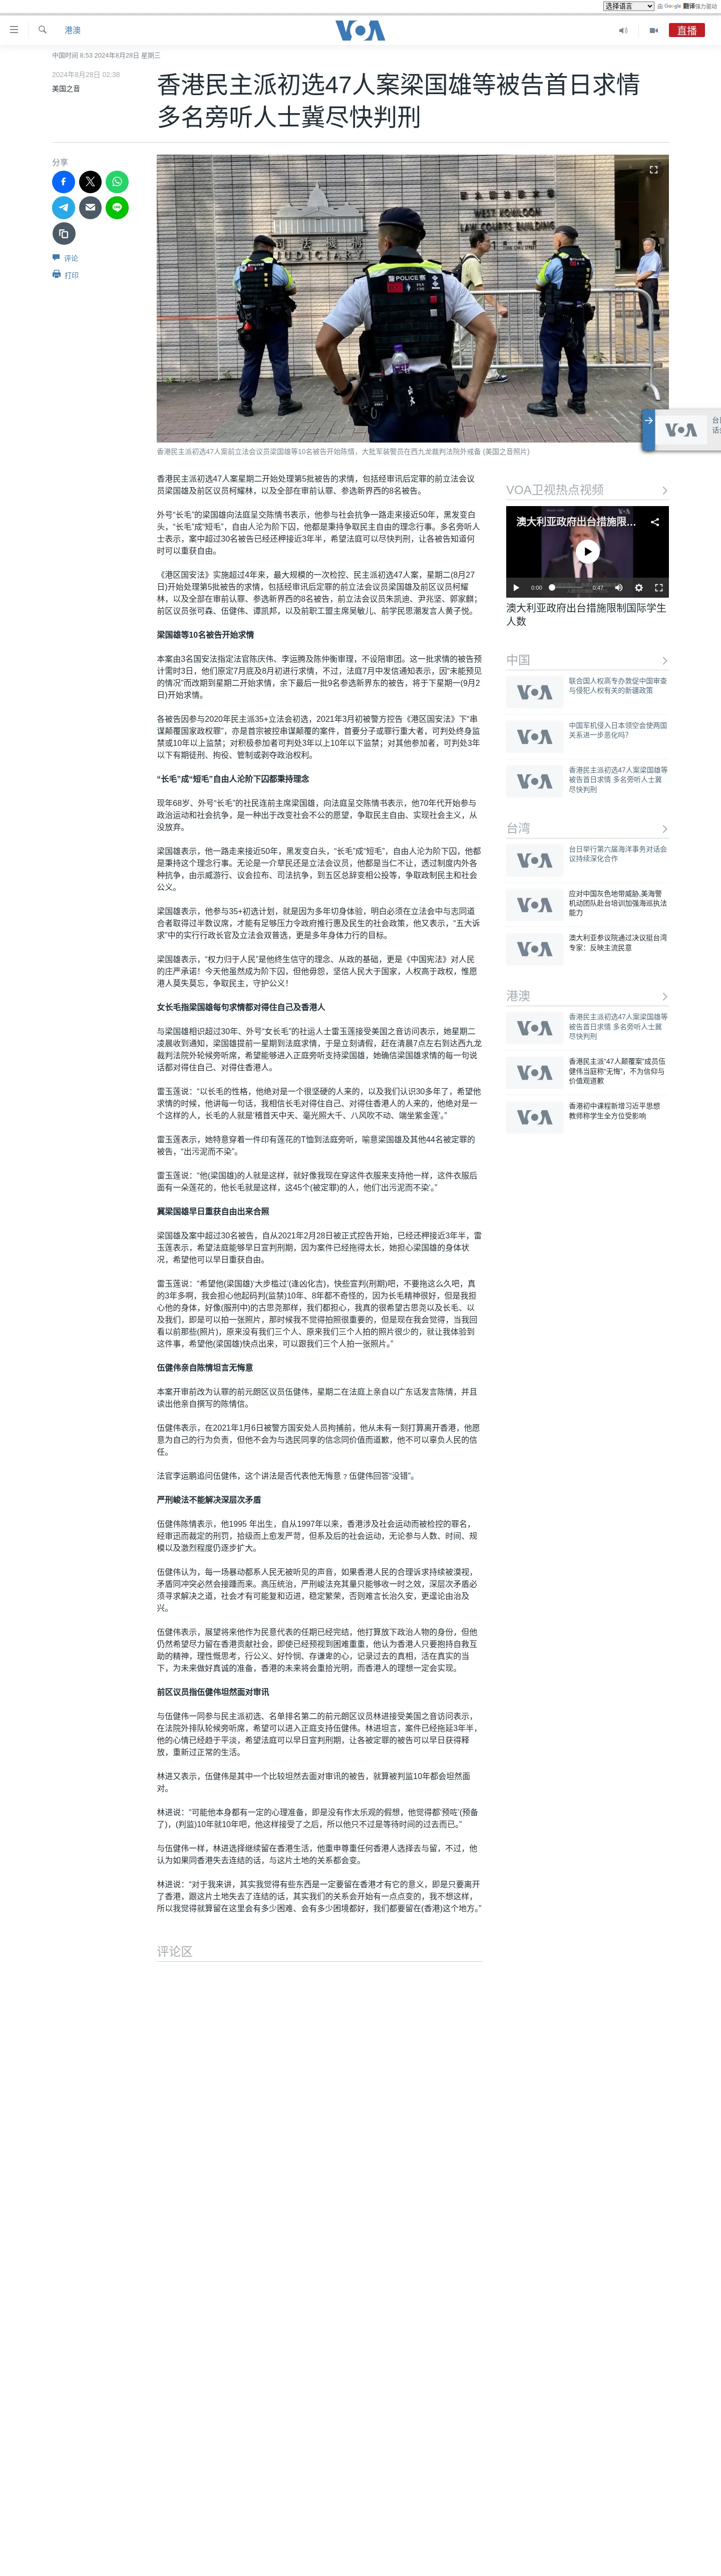 选择语言 由 Google 翻译强力驱动
港澳
VOA
直播
中国时间 8:53 2024年8月28日 星期三
2024年8月28日 02:38
美国之音
香港民主派初选47人案梁国雄等被告首日求情
多名旁听人士冀尽快判刑
分享
评论
打印
司法機構
JUDICIARY
WEST KOWLOON
LAW COURTS BUILDING
警察 POLICE
香港民主派初选47人案前立法会议员梁国雄等10名被告开始陈情，大批军装警员在西九龙裁判法院外戒备 (美国之音照片)
香港民主派初选47人案星期二开始处理第5批被告的求情，包括经审讯后定罪的前立法会议
员梁国雄及前区议员柯耀林，以及全部在审前认罪、参选新界西的8名被告。
外号“长毛”的梁国雄向法庭呈交陈情书表示，他参与社会抗争一路走来接近50年，黑发变白
头，“长毛”成“短毛”，自由人沦为阶下囚，他都是秉持争取民主自由的理念行事。多名旁听人
士表示，案中超过30名被告已经还柙接近3年半，希望法庭可以尽快判刑，让各被告知道何
时可以重获自由。
《港区国安法》实施超过4年来，最大规模的一次检控、民主派初选47人案，星期二(8月27
日)开始处理第5批被告的求情，包括经审讯后定罪的前立法会议员梁国雄及前区议员柯耀
林，以及全部在审前认罪、参选新界西的8名被告，前立法会议员朱凯迪、尹兆坚、郭家麒；
前区议员张可森、伍健伟、谭凯邦，以及前职工盟主席吴敏儿、前学民思潮发言人黄子悦。
梁国雄等10名被告开始求情
本案由3名国安法指定法官陈庆伟、李运腾及陈仲衡审理，不设陪审团。这一批求情的被告预
计需时3日，他们原定7月底及8月初进行求情，不过，法庭7月中发信通知表示，因“未能预见
的情况”而改期到星期二开始求情，余下最后一批9名参选新界东的被告，将于下星期一(9月2
日)开始求情。
各被告因参与2020年民主派35+立法会初选，2021年3月初被警方控告《港区国安法》下“串
谋颠覆国家政权罪”，亦是首宗被控串谋颠覆的案件，首要分子或罪行重大者，可判处终身监
禁或10年以上监禁；对积极参加者可判处3年以上10年以下监禁；对其他参加者，可判处3年
以下有期徒刑、拘役、管制或剥夺政治权利。
“长毛”成“短毛”自由人沦阶下囚都秉持理念
现年68岁、外号“长毛”的社民连前主席梁国雄，向法庭呈交陈情书表示，他70年代开始参与
政治运动和社会抗争，是一种出于改变社会不公的愿望，争取民主自由、实现社会主义，从
没放弃。
梁国雄表示，他一路走来接近50年，黑发变白头，“长毛”成“短毛”，自由人沦为阶下囚，他都
是秉持这个理念行事。无论是一介草民还是立法会议员，他都是当仁不让，透过制度内外各
种抗争，由示威游行、议会拉布、司法抗争，到五区总辞变相公投等，争取政制民主和社会
公义。
梁国雄表示，他参与35+初选计划，就是因为多年切身体验，明白必须在立法会中与志同道
合者取得过半数议席，才能有足够压力令政府推行惠及民生的社会政策，他又表示，“五大诉
求”中的实行行政长官及立法会双普选，更是多年身体力行的目标。
梁国雄表示，“权力归于人民”是他终生信守的理念、从政的基础，更是《中国宪法》对人民
的庄严承诺！今天他虽然成为阶下囚，但他毋怨，坚信人民大于国家，人权高于政权，惟愿
港人莫失莫忘，争取民主，守护公义！
女长毛指梁国雄每句求情都对得住自己及香港人
与梁国雄相识超过30年、外号“女长毛”的社运人士雷玉莲接受美国之音访问表示，她星期二
凌晨收到通知，梁国雄提前一星期到法庭求情，于是立刻请假，赶在清晨7点左右到达西九龙
裁判法院外轮候旁听席，希望能够进入正庭旁听支持梁国雄，她确信梁国雄求情的每一句说
话都对得住自己、对得住香港人。
雷玉莲说：“以长毛的性格，他绝对是一个很坚硬的人来的，以及我们认识30多年了，希望他
求情的时候，他讲每一句话，我相信长毛对得住自己、对得住香港人的人来的，他绝对是一
个这样的人，长毛的人就是‘稽首天中天、毫光照大千、八风吹不动、端坐紫金莲’。”
雷玉莲表示，她特意穿着一件印有莲花的T恤到法庭旁听，喻意梁国雄及其他44名被定罪的
被告，“出污泥而不染”。
雷玉莲说：“他(梁国雄)的人就是这样，就好像我现在穿这件衣服来支持他一样，这件衣服后
面有一朵莲花的，他长毛就是这样，这45个(被定罪)的人，他们‘出污泥而不染’。”
冀梁国雄早日重获自由出来合照
梁国雄及案中超过30名被告，自从2021年2月28日被正式控告开始，已经还柙接近3年半，雷
玉莲表示，希望法庭能够早日宣判刑期，因为案件已经拖得太长，她担心梁国雄的身体状
况，希望他可以早日重获自由。
雷玉莲说：“希望他(梁国雄)‘大步槛过’(逢凶化吉)，快些宣判(刑期)吧，不要拖这么久吧，真
的3年多啊，我会担心他起码判(监禁)10年、8年都不奇怪的，因为长毛精神很好，但是我担
心他的身体，好像(服刑中)的古思尧那样，我们都担心，我真的很希望古思尧以及长毛、以
及我们，即是可以拍一张照片，那时候我不觉得拍照很重要的，但是现在我会觉得，当我回
看以前那些(照片)，原来没有我们三个人、原来我们三个人拍的照片很少的，就让我体验到
这件事，希望他(梁国雄)快点出来，可以跟我们三个人拍一张照片。”
伍健伟亲自陈情坦言无悔意
本案开审前改为认罪的前元朗区议员伍健伟，星期二在法庭上亲自以广东话发言陈情，并且
读出他亲自撰写的陈情信。
伍健伟表示，在2021年1月6日被警方国安处人员拘捕前，他从未有一刻打算离开香港，他愿
意为自己的行为负责，但他不会为与选民同享的信念同价值而道歉，他不可以辜负人民的信
任。
法官李运腾追问伍健伟，这个讲法是否代表他无悔意﹖伍健伟回答“没错”。
严刑峻法不能解决深层次矛盾
伍健伟陈情表示，他1995 年出生，自从1997年以来，香港涉及社会运动而被检控的罪名，
经审迅而裁定的刑罚，拾级而上愈发严苛，但系及后的社会运动，无论参与人数、时间、规
模以及激烈程度仍逐步扩大。
伍健伟认为，每一场暴动都系人民无被听见的声音，如果香港人民的合理诉求持续被漠视，
矛盾同冲突必然会接踵而来。高压统治，严刑峻法充其量只能够收一时之效，深层次矛盾必
须寻求解决之道，社会才有可能复和迈进，稳定繁荣，否则难言长治久安，更遑论由治及
兴。
伍健伟表示，展望将来他作为民意代表的任期已经完结，他打算放下政治人物的身份，但他
仍然希望尽力留在香港贡献社会，即使已经预视到困难重重，他认为香港人只要抱持自救互
助的精神，理性慨思考，行公义、好怜悯、存谦卑的心，记录过去的真相，活在真实的当
下，为未来做好真诚的准备，香港的未来将会重拾光明，而香港人的理想一定会实现。
前区议员指伍健伟坦然面对审讯
与伍健伟一同参与民主派初选、名单排名第二的前元朗区议员林进接受美国之音访问表示，
在法院外排队轮候旁听席，希望可以进入正庭支持伍健伟。林进坦言，案件已经拖延3年半，
他的心情已经趋于平淡，希望法庭可以早日宣判刑期，让各被定罪的被告可以早日获得释
放，重新过正常的生活。
林进又表示，伍健伟是其中一个比较坦然去面对审讯的被告，就算被判监10年都会坦然面
对。
林进说：“可能他本身都有一定的心理准备，即是没有作太乐观的假想，他觉得都‘预咗’(预备
了)，(判监)10年就10年吧，他这样接受了之后，所以他只不过是等待时间的过去而已。”
与伍健伟一样，林进选择继续留在香港生活，他重申尊重任何香港人选择去与留，不过，他
认为如果同香港失去连结的话，与这片土地的关系都会变。
林进说：“对于我来讲，其实我觉得有些东西是一定要留在香港才有它的意义，即是只要离开
了香港，跟这片土地失去了连结的话，其实我们的关系会开始有一点点变的，我不想这样，
所以我觉得就算留在这里会有多少困难、会有多少困境都好，我们都要留在(香港)这个地方。”
评论区
VOA卫视热点视频
澳大利亚政府出台措施限...
0:00 0:47
澳大利亚政府出台措施限制国际学生
人数
中国
VOA
联合国人权高专办敦促中国审查
与侵犯人权有关的新疆政策
VOA
中国军机侵入日本领空会使两国
关系进一步恶化吗?
VOA
香港民主派初选47人案梁国雄等
被告首日求情 多名旁听人士冀
尽快判刑
台湾
VOA
台日举行第六届海洋事务对话会
议持续深化合作
VOA
应对中国灰色地带威胁,美海警
机动团队赴台培训加强海巡执法
能力
VOA
澳大利亚参议院通过决议挺台湾
专家：反映主流民意
港澳
VOA
香港民主派初选47人案梁国雄等
被告首日求情 多名旁听人士冀
尽快判刑
VOA
香港民主派“47人颠覆案”成员伍
健伟当庭称“无悔”，不为信仰与
价值观道歉
VOA
香港初中课程新增习近平思想
教师称学生全方位受影响
VOA